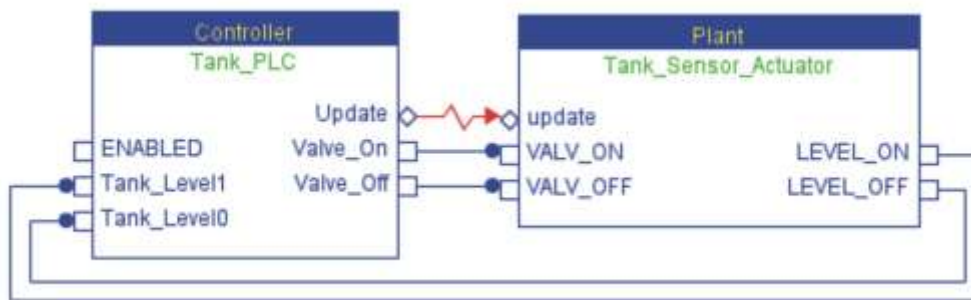 Controller
Tank_PLC
Update
ENABLED
Valve_On
Tank_Level1
Valve_Off
Tank_Level0
Plant
Tank_Sensor_Actuator
update
VALV_ON
LEVEL_ON
VALV_OFF
LEVEL_OFF